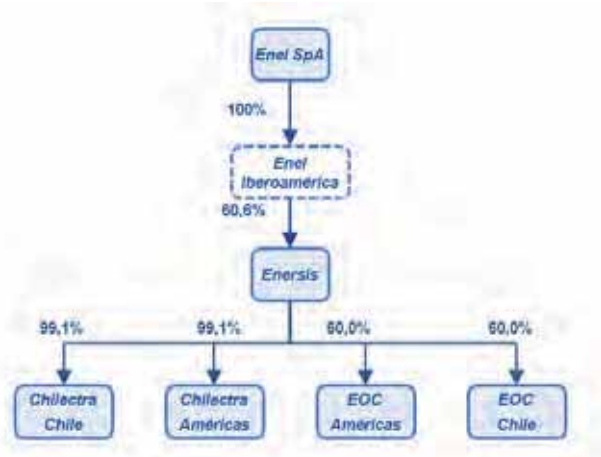 Enel SpA
100%
Enel
Iberoamérica
60,6%
Enersis
99,1% 99,1% 60,0% 60,0%
Chilectra Chilectra EOC EOC
Chile Américas Américas Chile